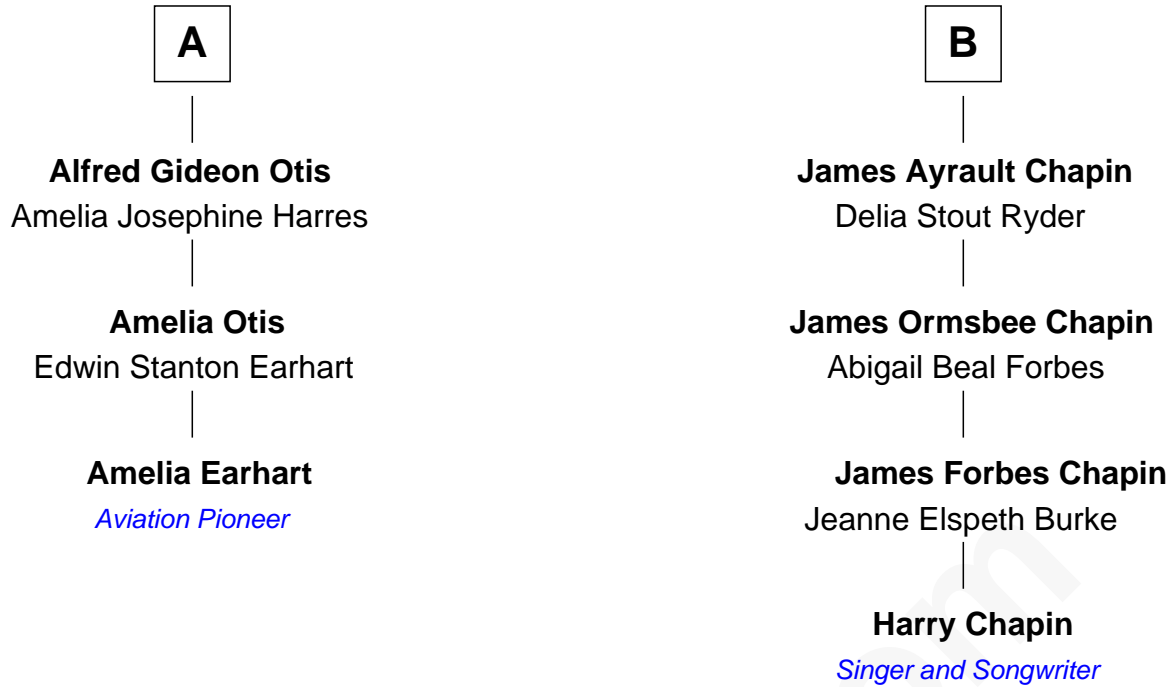 A
Alfred Gideon Otis
Amelia Josephine Harres
Amelia Otis
Edwin Stanton Earhart
Amelia Earhart
Aviation Pioneer
B
James Ayrault Chapin
Delia Stout Ryder
James Ormsbee Chapin
Abigail Beal Forbes
James Forbes Chapin
Jeanne Elspeth Burke
Harry Chapin
Singer and Songwriter